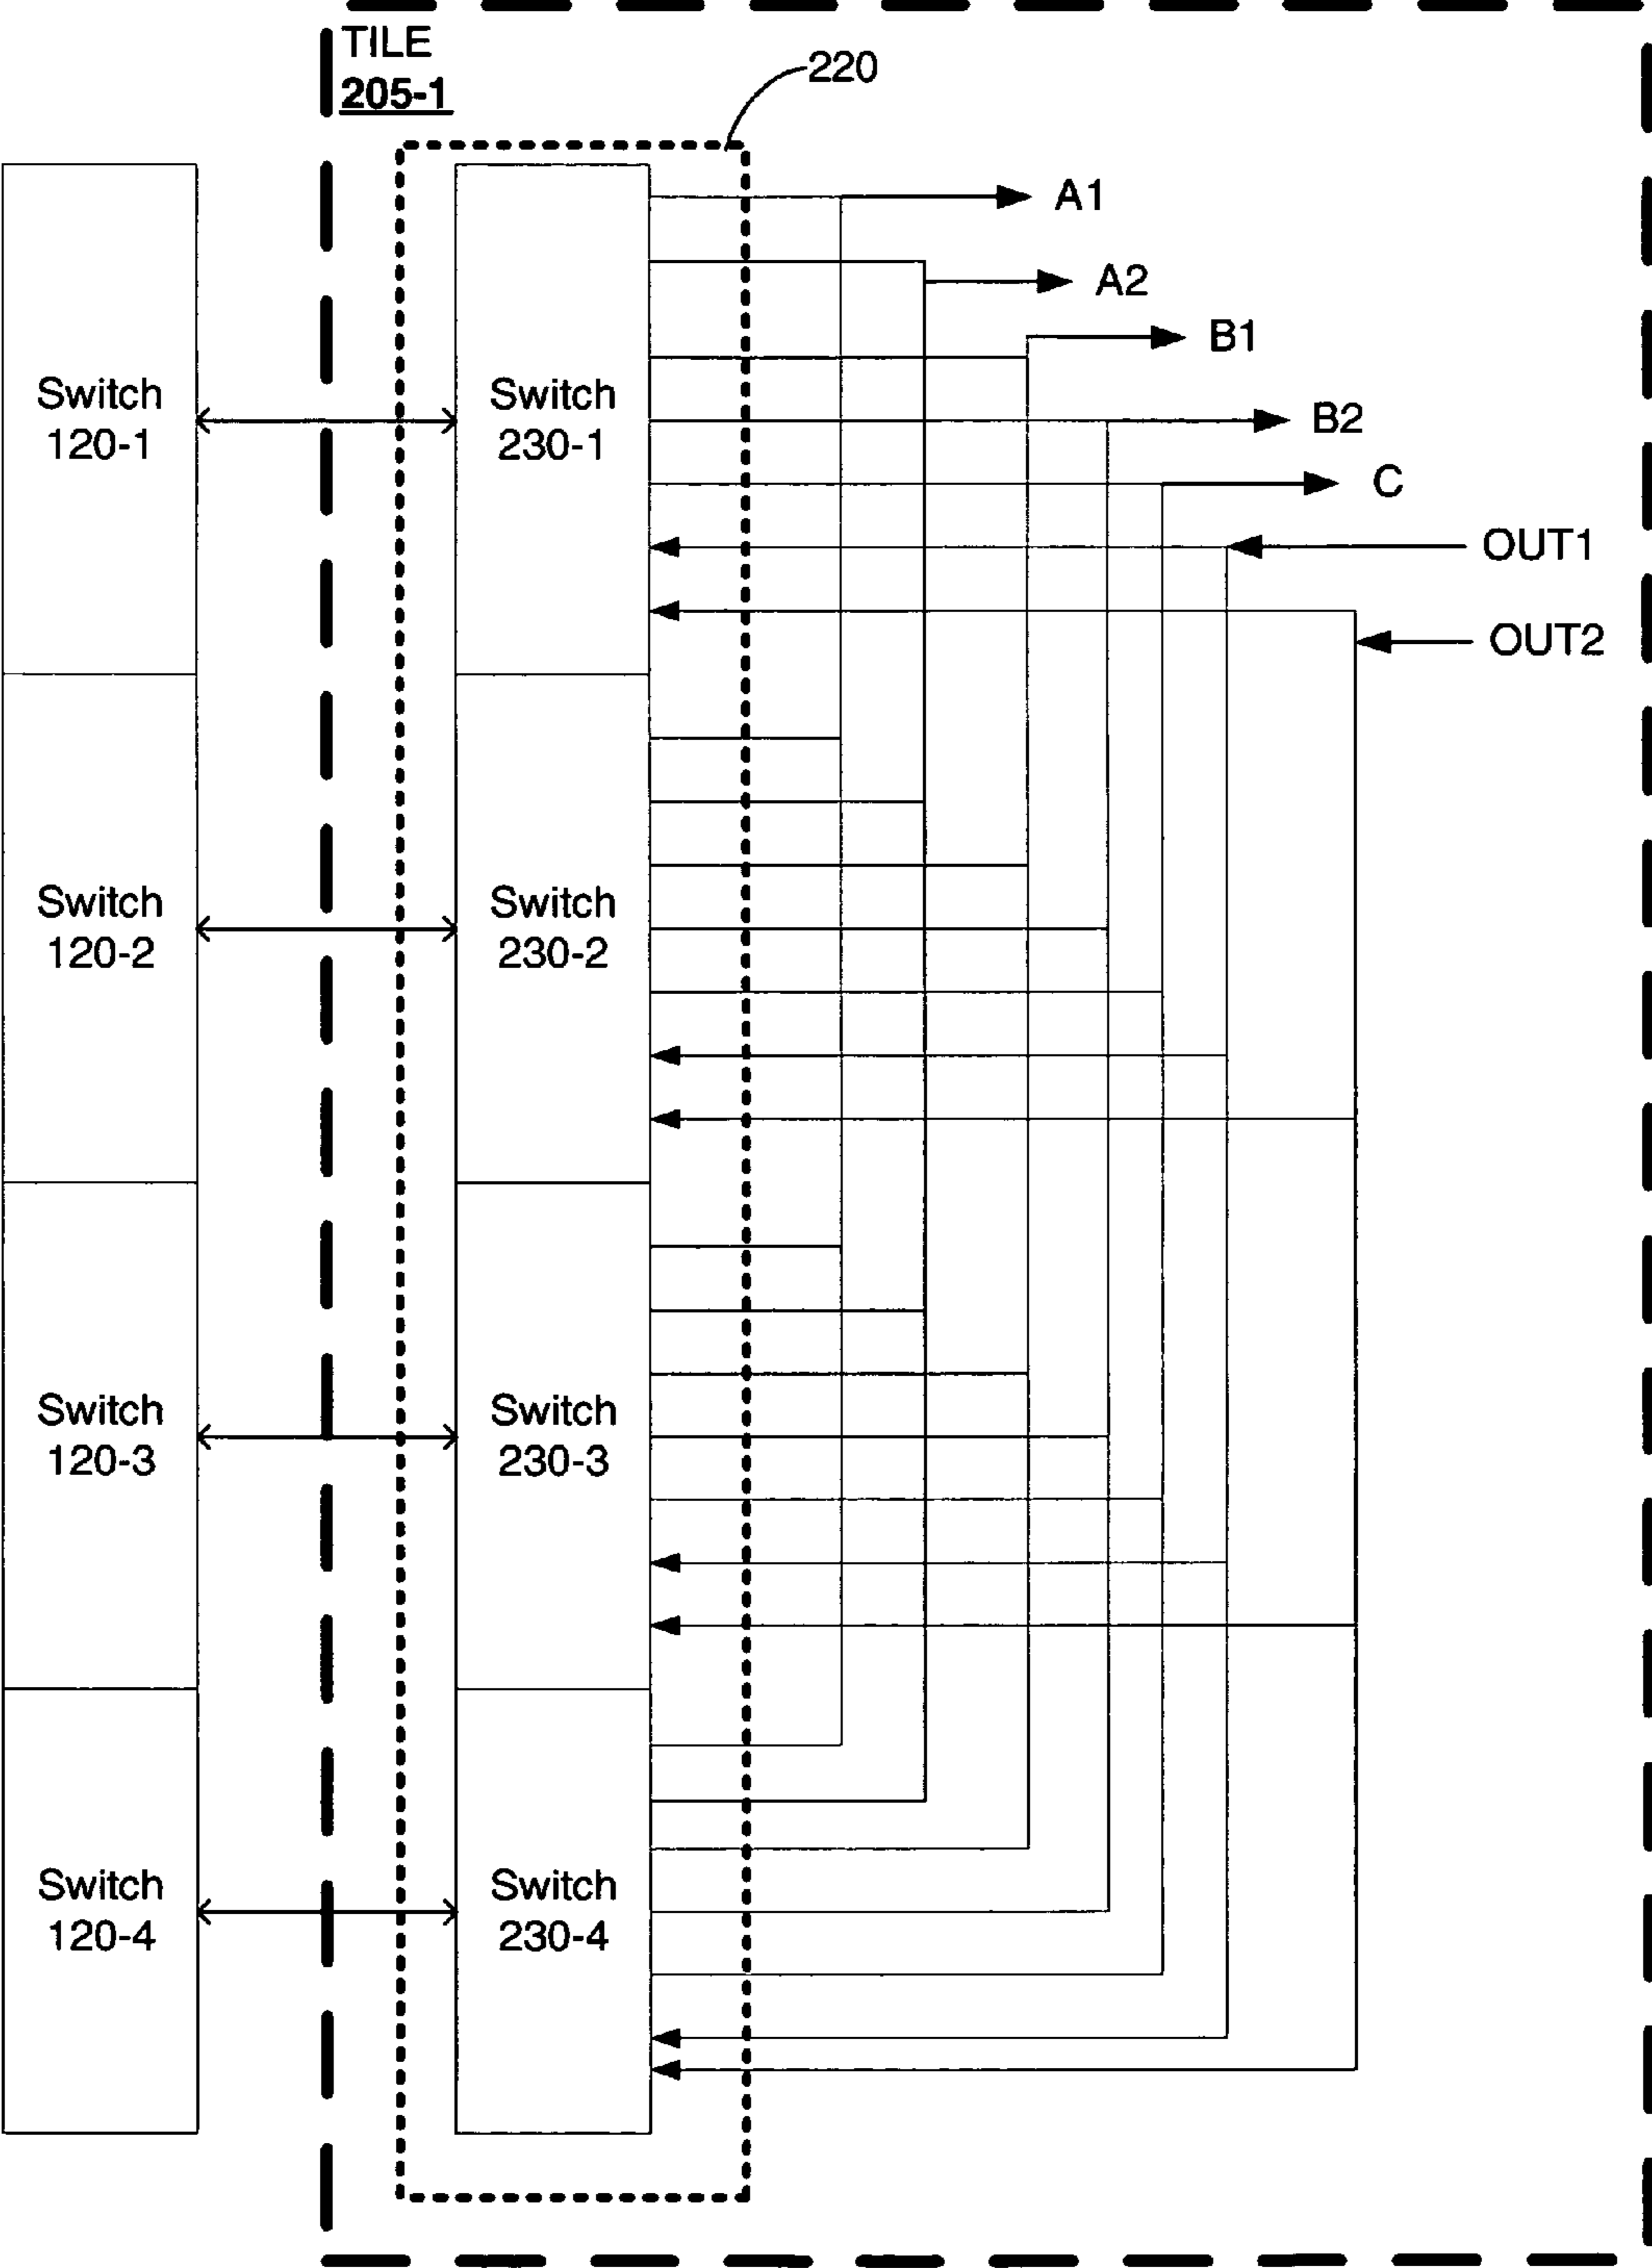 TILE
205-1
220
A1
A2
B1
B2
C
OUT1
OUT2
Switch
120-1
Switch
230-1
Switch
120-2
Switch
230-2
Switch
120-3
Switch
230-3
Switch
120-4
Switch
230-4